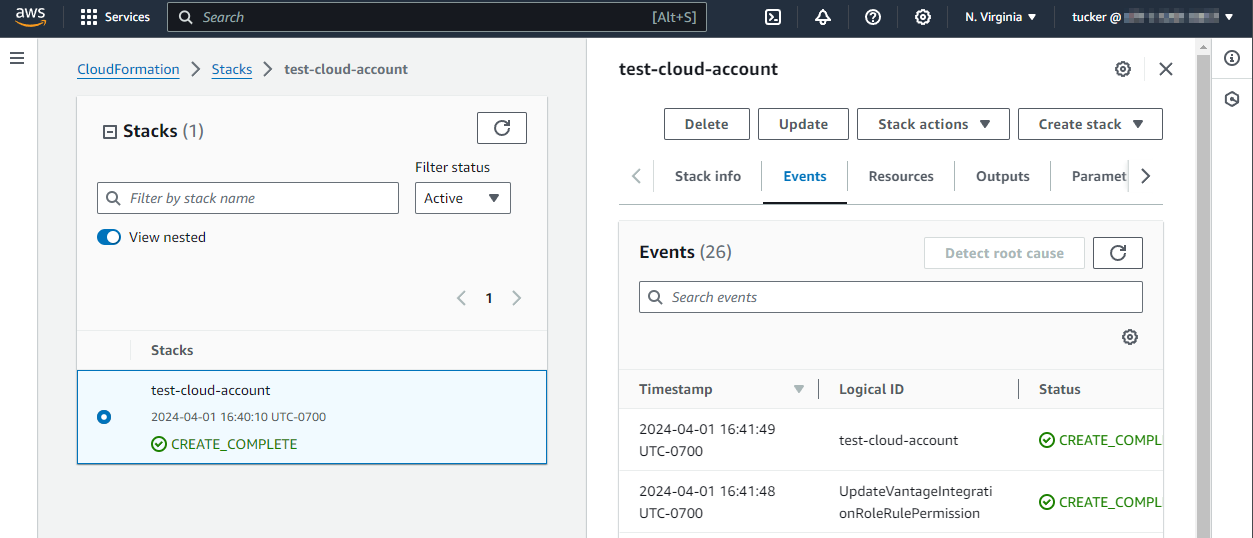 aws Services Search [Alt+S] N. Virginia tucker @
CloudFormation Stacks test-cloud-account
Stacks (1)
Filter status
Filter by stack name
Active
View nested
1
Stacks
test-cloud-account
2024-04-01 16:40:10 UTC-0700
CREATE_COMPLETE
test-cloud-account
Delete Update Stack actions Create stack
Stack info Events Resources Outputs Paramet
Events (26)
Detect root cause
Search events
Timestamp Logical ID Status
2024-04-01 16:41:49
UTC-0700
test-cloud-account
CREATE_COMPL
2024-04-01 16:41:48
UTC-0700
UpdateVantageIntegrati
onRoleRulePermission
CREATE_COMPL